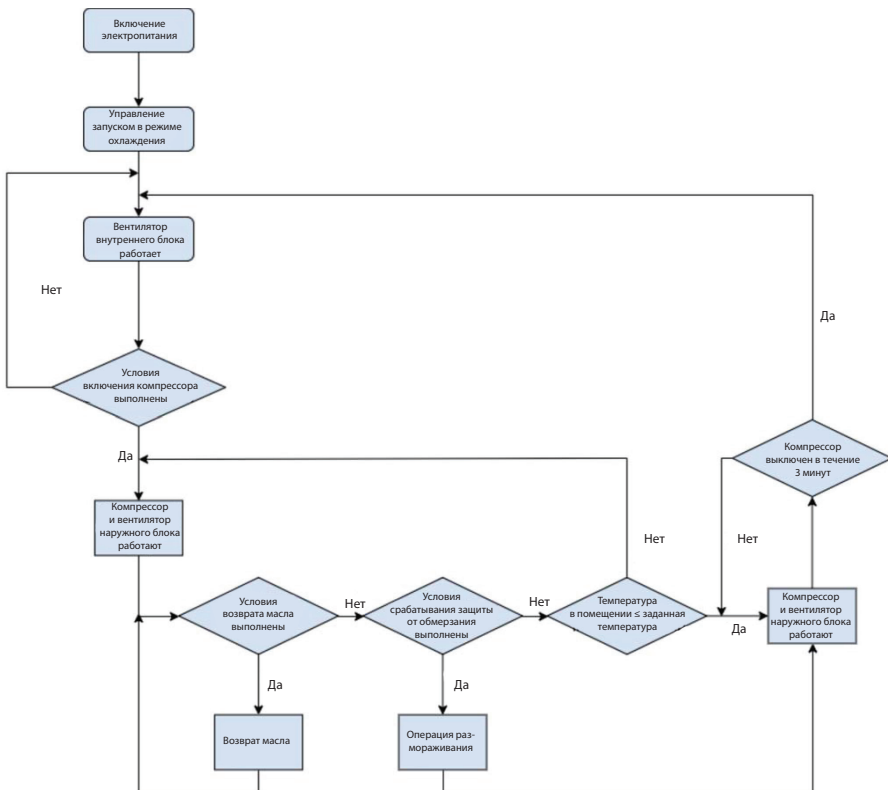 Включение
электропитания
Управление
запуском в режиме
охлаждения
Вентилятор
внутреннего блока
работает
Нет
Да
Условия
включения компрессора
выполнены
Да
Компрессор
выключен в течение
3 минут
Компрессор
и вентилятор
наружного блока
работают
Нет
Нет
Условия
возврата масла
выполнены
Нет
Условия
срабатывания защиты
от обмерзания
выполнены
Нет
Температура
в помещении ≤ заданная
температура
Да
Компрессор
и вентилятор
наружного блока
работают
Да
Да
Возврат масла
Операция раз-
мораживания